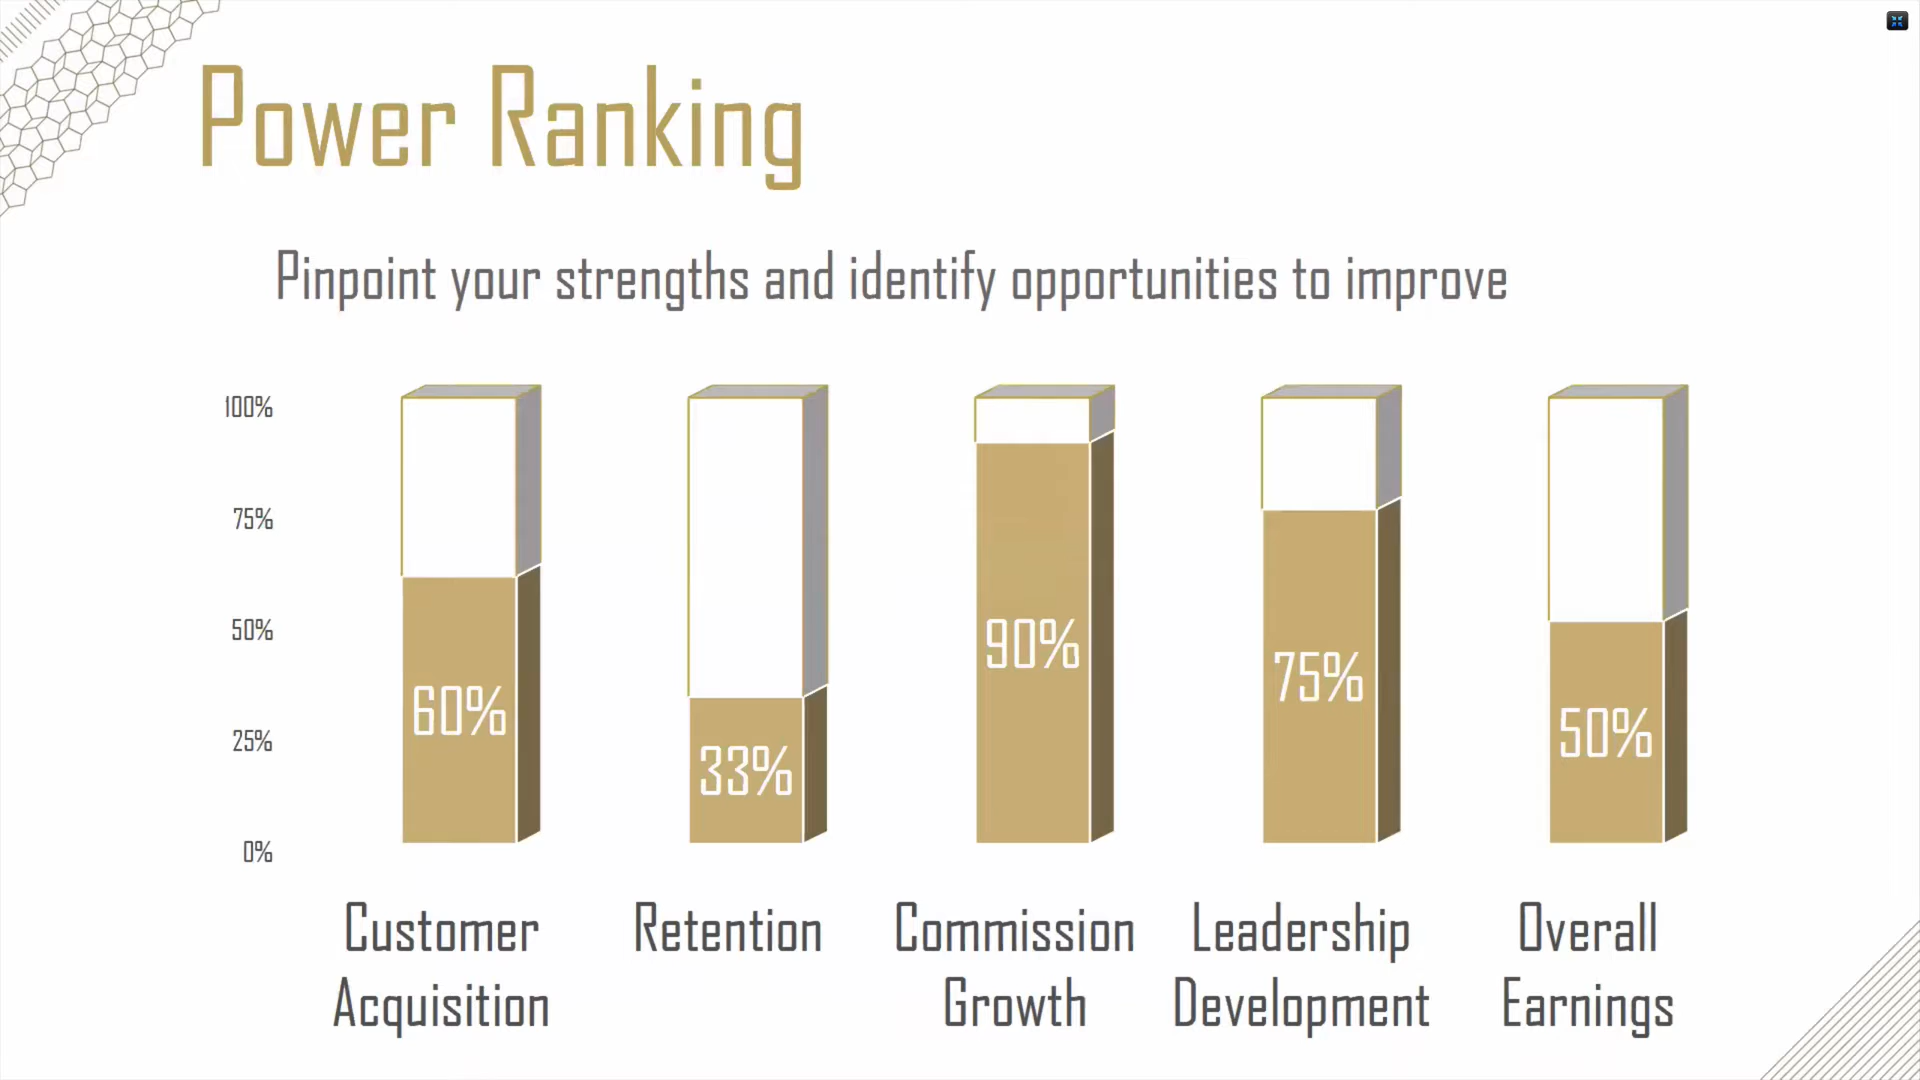 Power Ranking
Pinpoint your strengths and identify opportunities to improve
100%
75%
50%
25%
0%
60%
33%
90%
75%
50%
Customer
Acquisition
Retention
Commission
Growth
Leadership
Development
Overall
Earnings